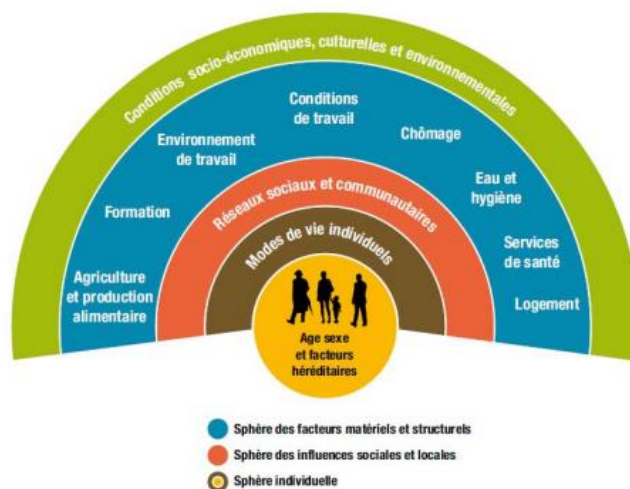 Conditions socio-économiques, culturelles et environnementales
Conditions
de travail
Environnement
de travail
Chômage
Formation
Eau et
hygiène
Agriculture
et production
alimentaire
Services
de santé
Logement
Réseaux sociaux et communautaires
Modes de vie individuels
Age sexe
et facteurs
héréditaires
Sphère des facteurs matériels et structurels
Sphère des influences sociales et locales
Sphère individuelle